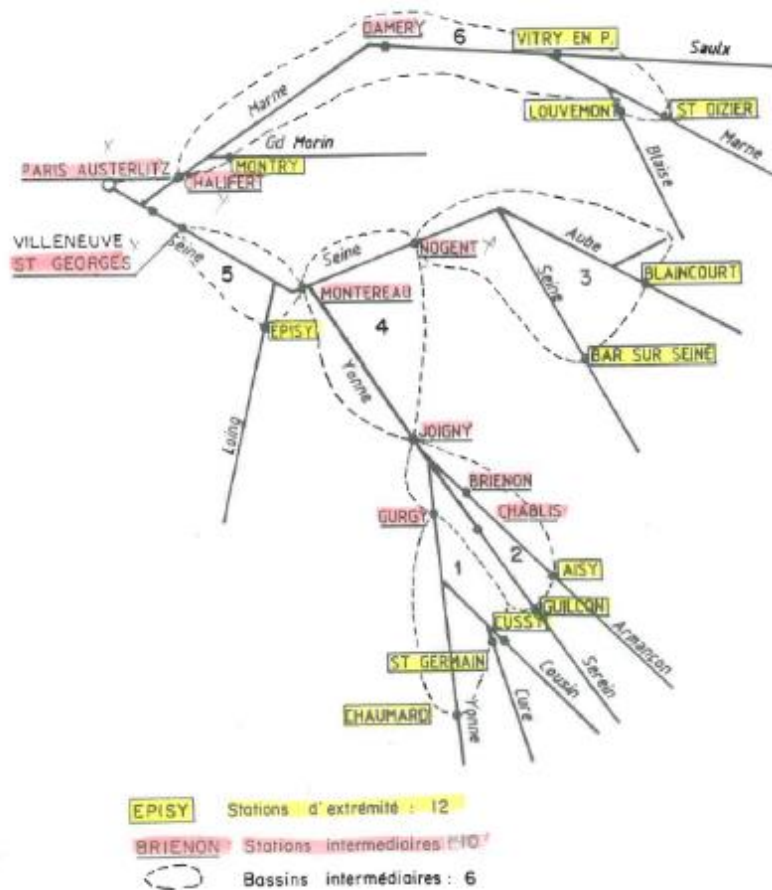 DAMERY
6
VITRY EN P.
Saulx
Marne
LOUVEMONT
ST DIZIER
Gd Morin
Marne
PARIS AUSTERLITZ
MONTRY
CHALIFERT
Blaise
VILLENEUVE
ST GEORGES
Seine
Seine
NOGENT
Aube
5
3
MONTEREAU
Seine
BLAINCOURT
4
EPISY
BAR SUR SEINE
Yonne
Loing
JOIGNY
BRIENON
CHABLIS
GURGY
2
1
AISY
GUILLON
CUSSY
Armançon
ST GERMAIN
Cousin
Serein
Cure
CHAUMARD
Yonne
EPISY Stations d'extrémité : 12
BRIENON Stations intermédiaires : 10
Bassins intermédiaires : 6